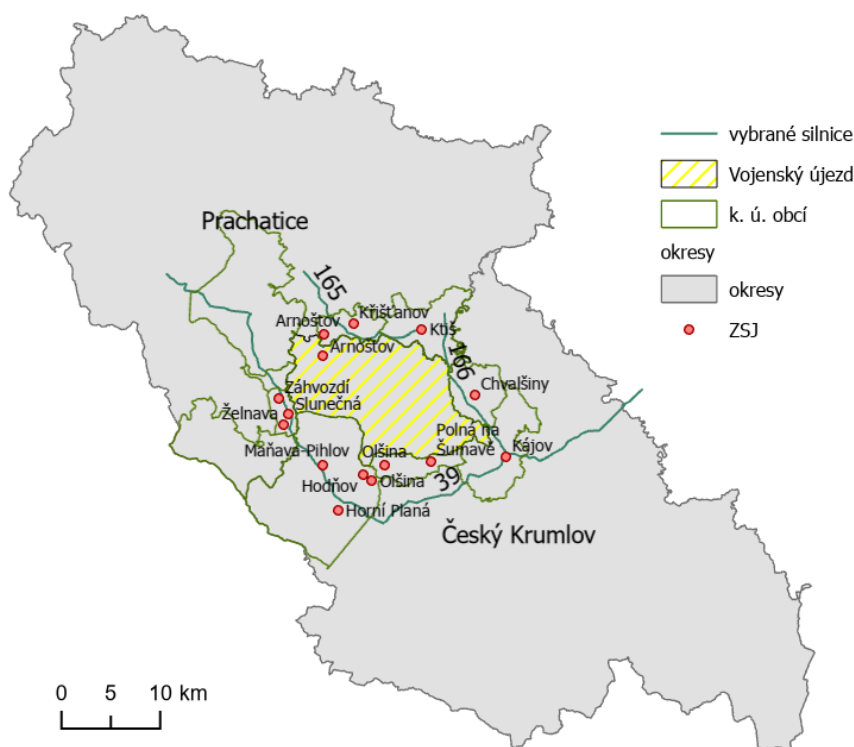 vybrané silnice
Vojenský újezd
k. ú. obcí
okresy
okresy
ZSJ
Prachatice
165
Křišťanov
Arnoštov
Ktiš
Arnoštov
166
Chvalšiny
Záhvozdí
Slunečná
Želnava
Polná na
Šumavě
Kájov
Maňava-Pihlov
Olšina
Hodňov
Olšina
39
Horní Planá
Český Krumlov
0 5 10 km